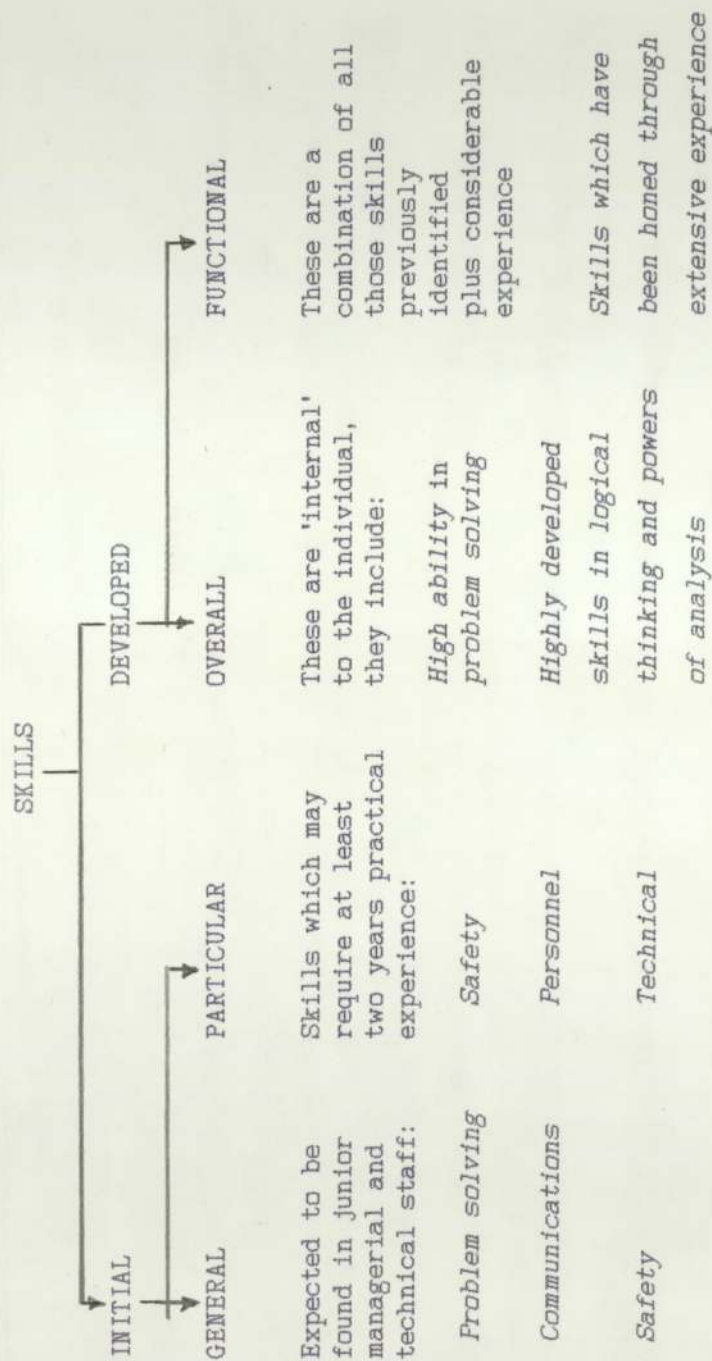 SKILLS
INITIAL
DEVELOPED
GENERAL
PARTICULAR
OVERALL
FUNCTIONAL
Expected to be
found in junior
managerial and
technical staff:
Problem solving
Communications
Safety
Skills which may
require at least
two years practical
experience:
Safety
Personnel
Technical
These are 'internal'
to the individual,
they include:
High ability in
problem solving
Highly developed
skills in logical
thinking and powers
of analysis
These are a
combination of all
those skills
previously
identified
plus considerable
experience
Skills which have
been honed through
extensive experience